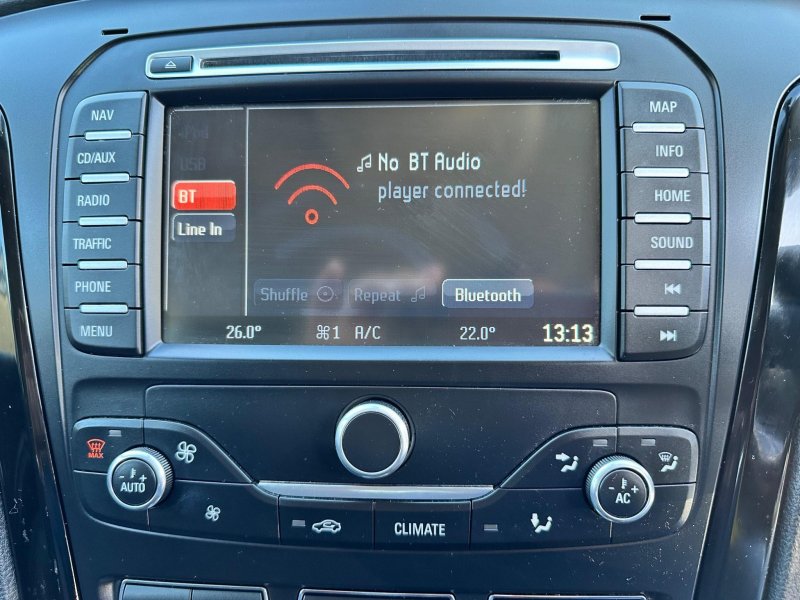 NAV
CD/AUX
RADIO
TRAFFIC
PHONE
MENU
iPod
USB
BT
Line In
No BT Audio
player connected!
Shuffle
Repeat
Bluetooth
26.0°
1
A/C
22.0°
13:13
MAP
INFO
HOME
SOUND
MAX
- +
AUTO
CLIMATE
- +
AC